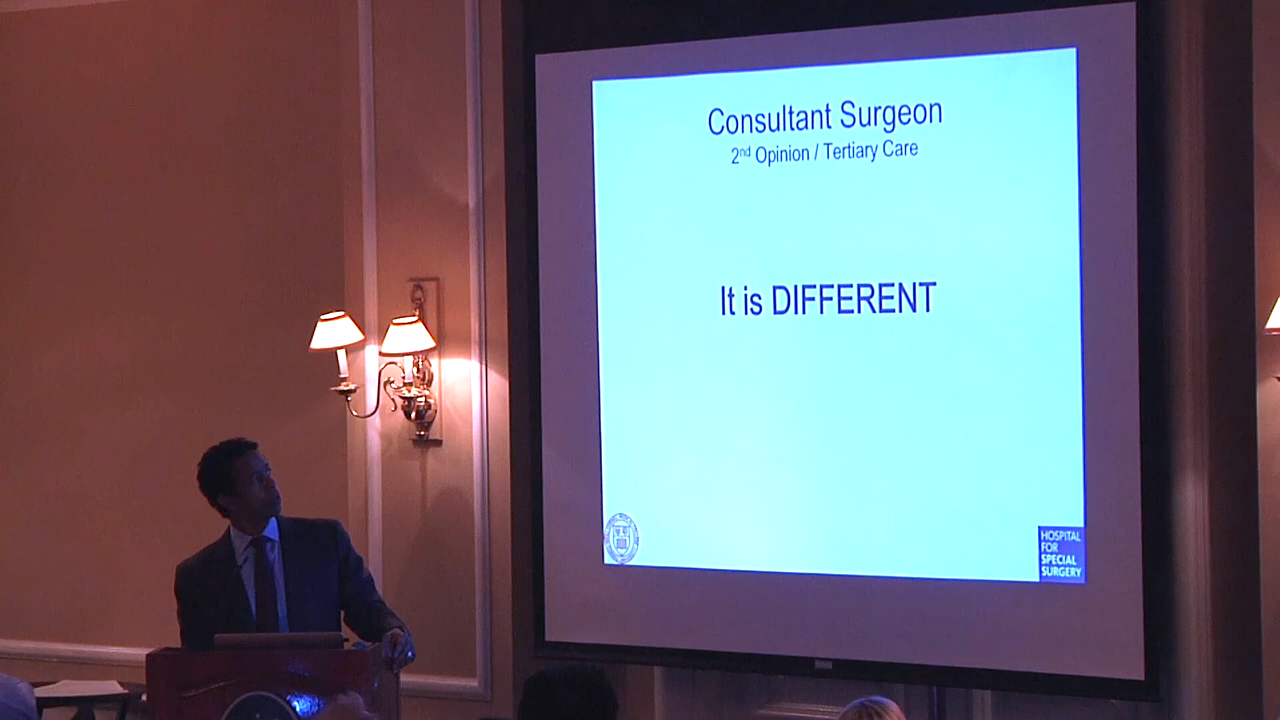 Consultant Surgeon
2nd Opinion / Tertiary Care
It is DIFFERENT
HOSPITAL
FOR
SPECIAL
SURGERY